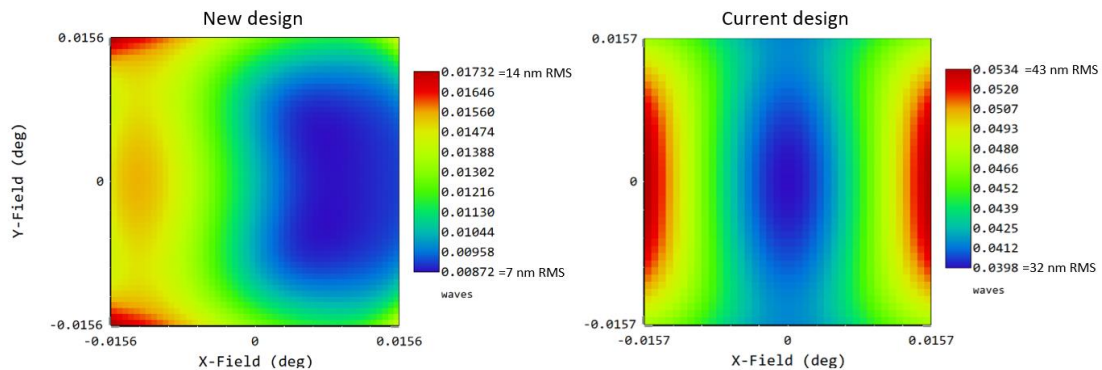 New design
0.0156
0
-0.0156
Y-Field (deg)
-0.0156
0
0.0156
X-Field (deg)
0.01732 =14 nm RMS
0.01646
0.01560
0.01474
0.01388
0.01302
0.01216
0.01130
0.01044
0.00958
0.00872 =7 nm RMS
waves
Current design
0.0157
0
-0.0157
-0.0157
0
0.0157
X-Field (deg)
0.0534 =43 nm RMS
0.0520
0.0507
0.0493
0.0480
0.0466
0.0452
0.0439
0.0425
0.0412
0.0398 =32 nm RMS
waves